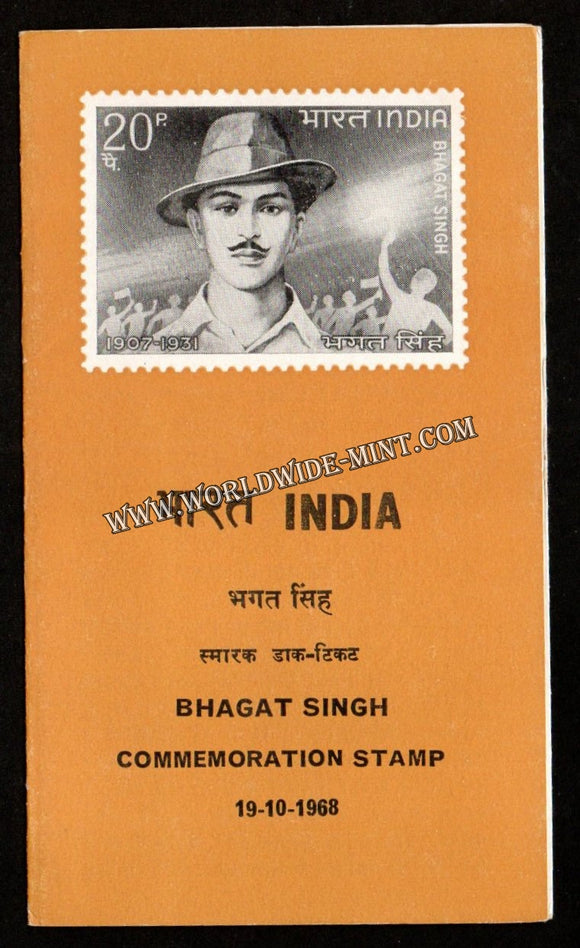 20 P.
पै.
भारत INDIA
BHAGAT SINGH
1907-1931
भगत सिंह
WWW.WORLDWIDE-MINT.COM
भारत INDIA
भगत सिंह
स्मारक डाक-टिकट
BHAGAT SINGH
COMMEMORATION STAMP
19-10-1968